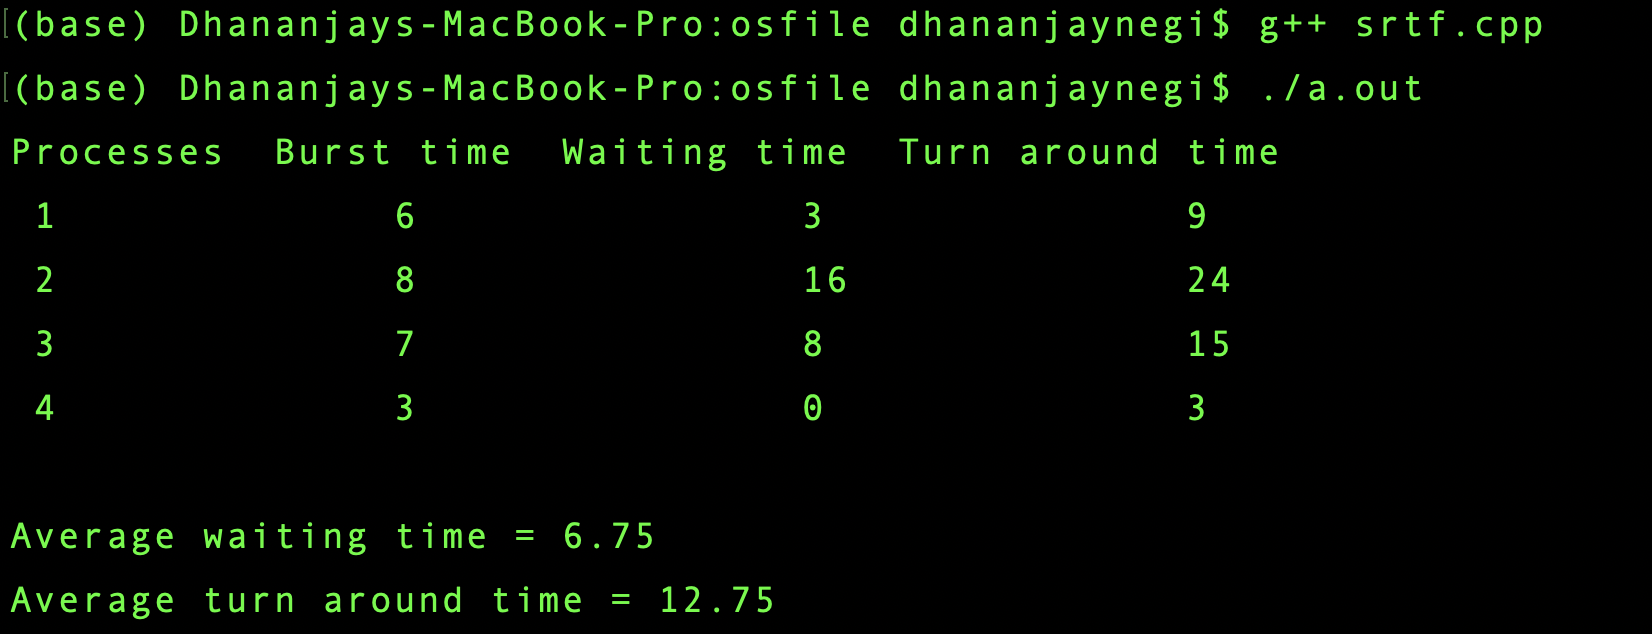 [(base) Dhananjays-MacBook-Pro:osfile dhananjaynegi$ g++ srtf.cpp
[(base) Dhananjays-MacBook-Pro:osfile dhananjaynegi$ ./a.out
Processes  Burst time  Waiting time  Turn around time
1 6 3 9
2 8 16 24
3 7 8 15
4 3 0 3
Average waiting time = 6.75
Average turn around time = 12.75